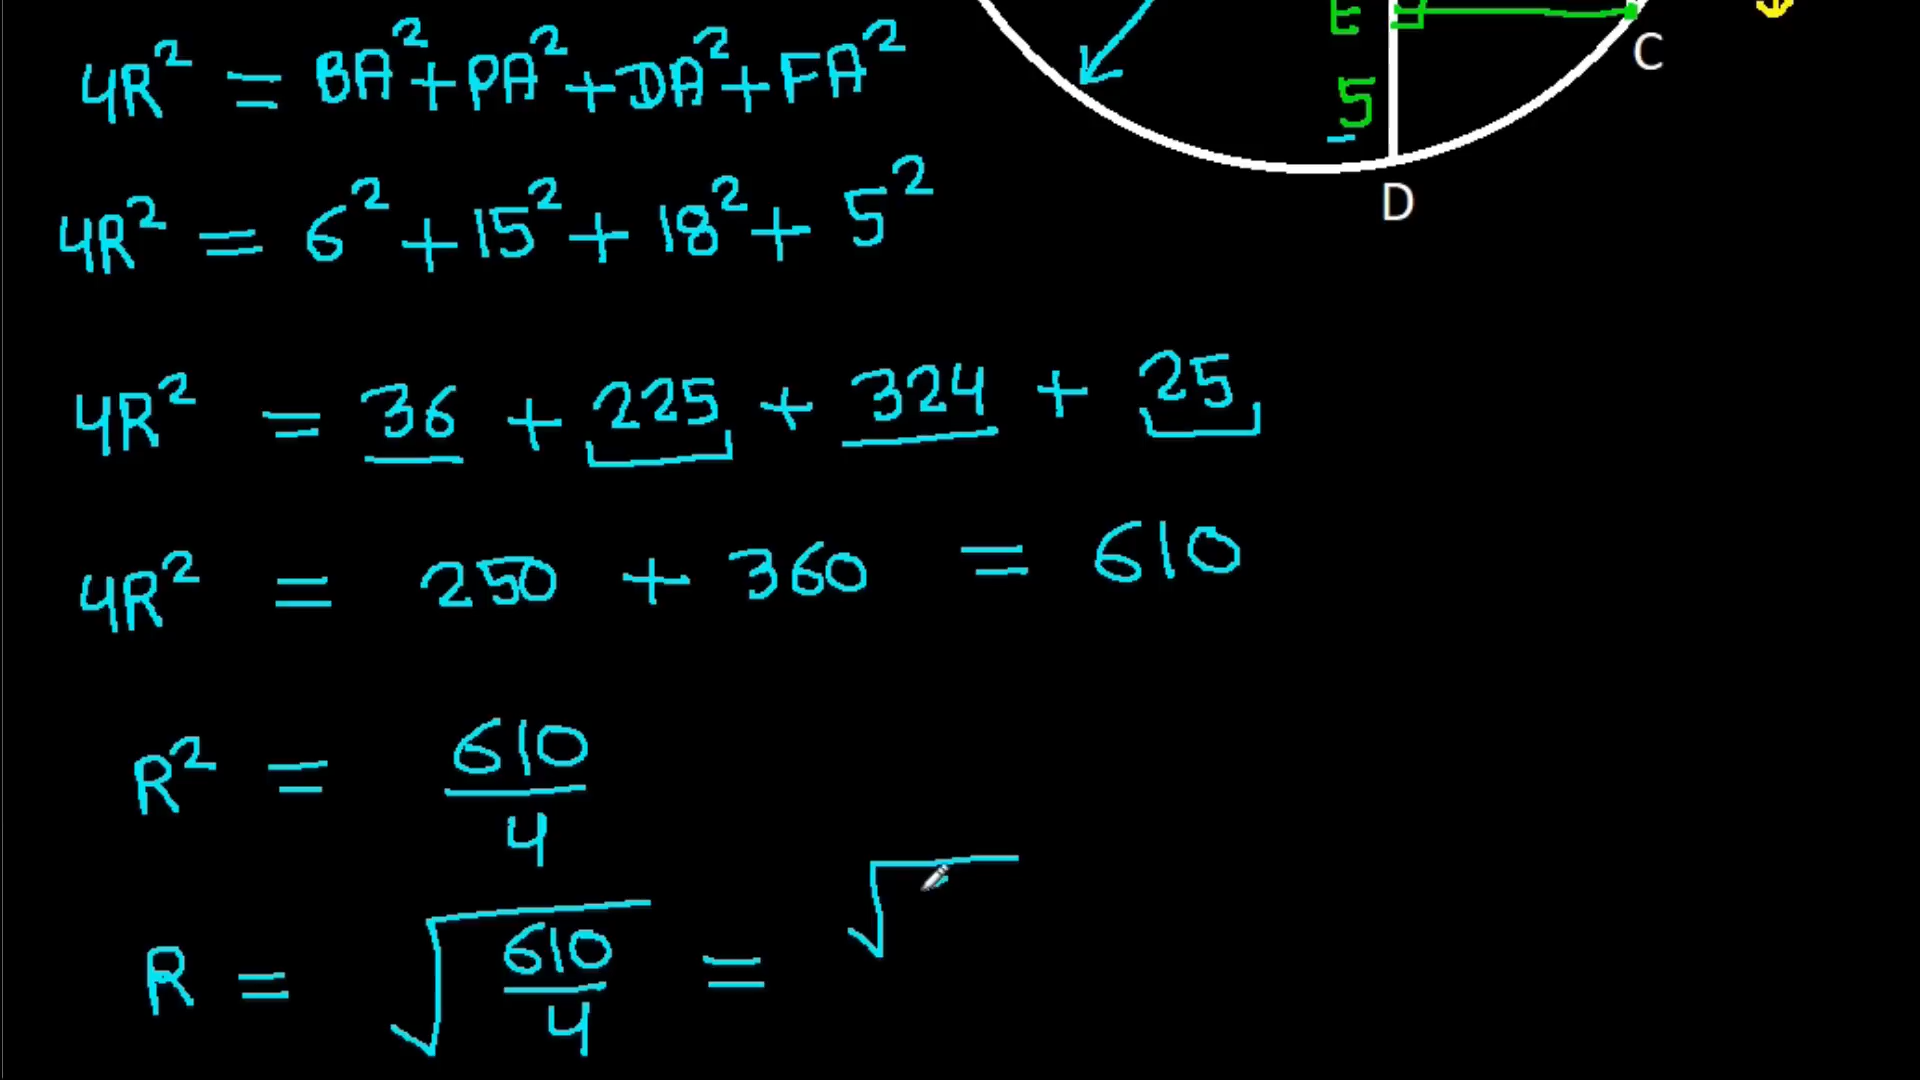 4R² = BA² + PA² + DA² + FA²
4R² = 6² + 15² + 18² + 5²
4R² = 36 + 225 + 324 + 25
4R² = 250 + 360 = 610
R² = 610/4
R = √(610/4) = √
E
C
5
D